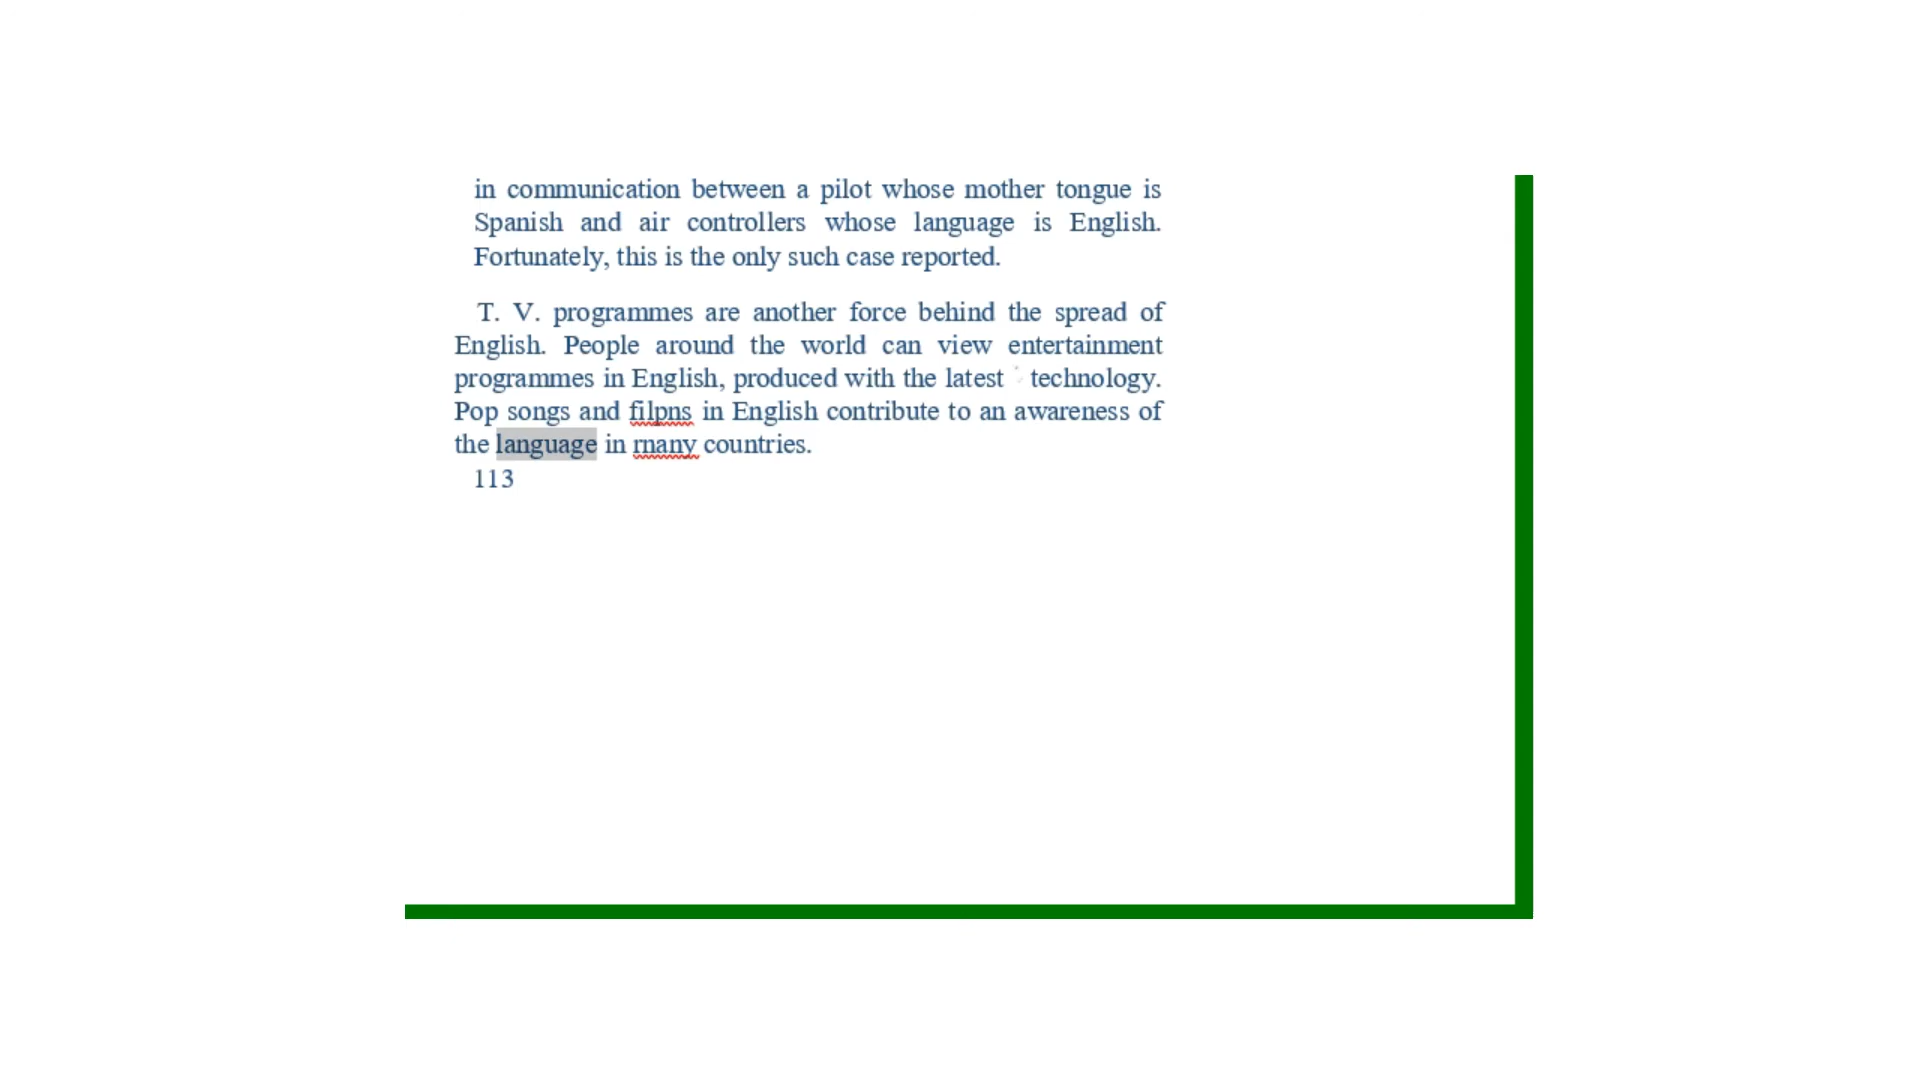 in communication between a pilot whose mother tongue is
Spanish and air controllers whose language is English.
Fortunately, this is the only such case reported.
T. V. programmes are another force behind the spread of
English. People around the world can view entertainment
programmes in English, produced with the latest technology.
Pop songs and filpns in English contribute to an awareness of
the language in rnany countries.
113